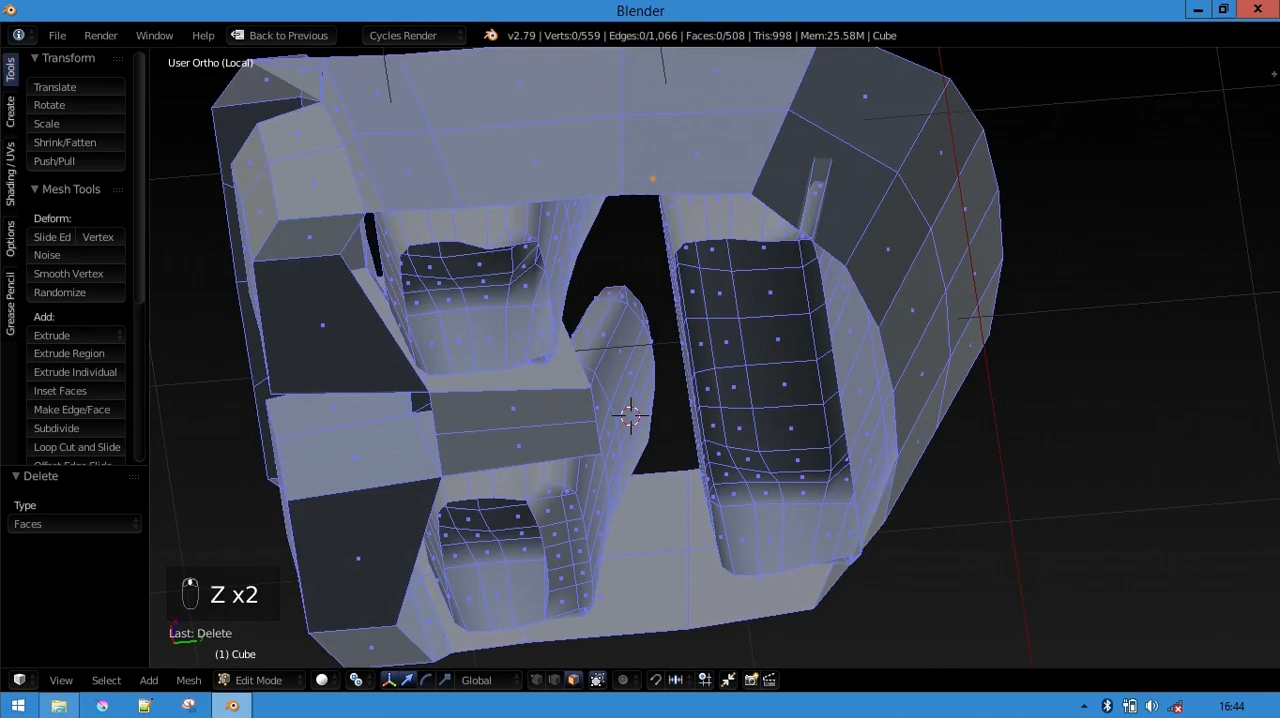 Blender
File Render Window Help Back to Previous Cycles Render v2.79 | Verts:0/559 | Edges:0/1,066 | Faces:0/508 | Tris:998 | Mem:25.58M | Cube
Tools
Create
Shading / UVs
Options
Grease Pencil
Transform
Translate
Rotate
Scale
Shrink/Fatten
Push/Pull
Mesh Tools
Deform:
Slide Ed Vertex
Noise
Smooth Vertex
Randomize
Add:
Extrude
Extrude Region
Extrude Individual
Inset Faces
Make Edge/Face
Subdivide
Loop Cut and Slide
Offset Edge Slide
Delete
Type
Faces
User Ortho (Local)
Z x2
Last: Delete
(1) Cube
View Select Add Mesh Edit Mode Global
16:44